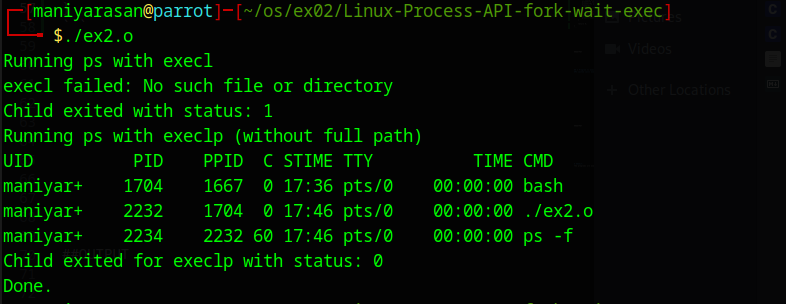 ┌─[maniyarasan@parrot]─[~/os/ex02/Linux-Process-API-fork-wait-exec]
└──╼ $./ex2.o
Running ps with execl
execl failed: No such file or directory
Child exited with status: 1
Running ps with execlp (without full path)
UID          PID    PPID  C STIME TTY          TIME CMD
maniyar+    1704    1667  0 17:36 pts/0    00:00:00 bash
maniyar+    2232    1704  0 17:46 pts/0    00:00:00 ./ex2.o
maniyar+    2234    2232 60 17:46 pts/0    00:00:00 ps -f
Child exited for execlp with status: 0
Done.
Videos
+ Other Locations